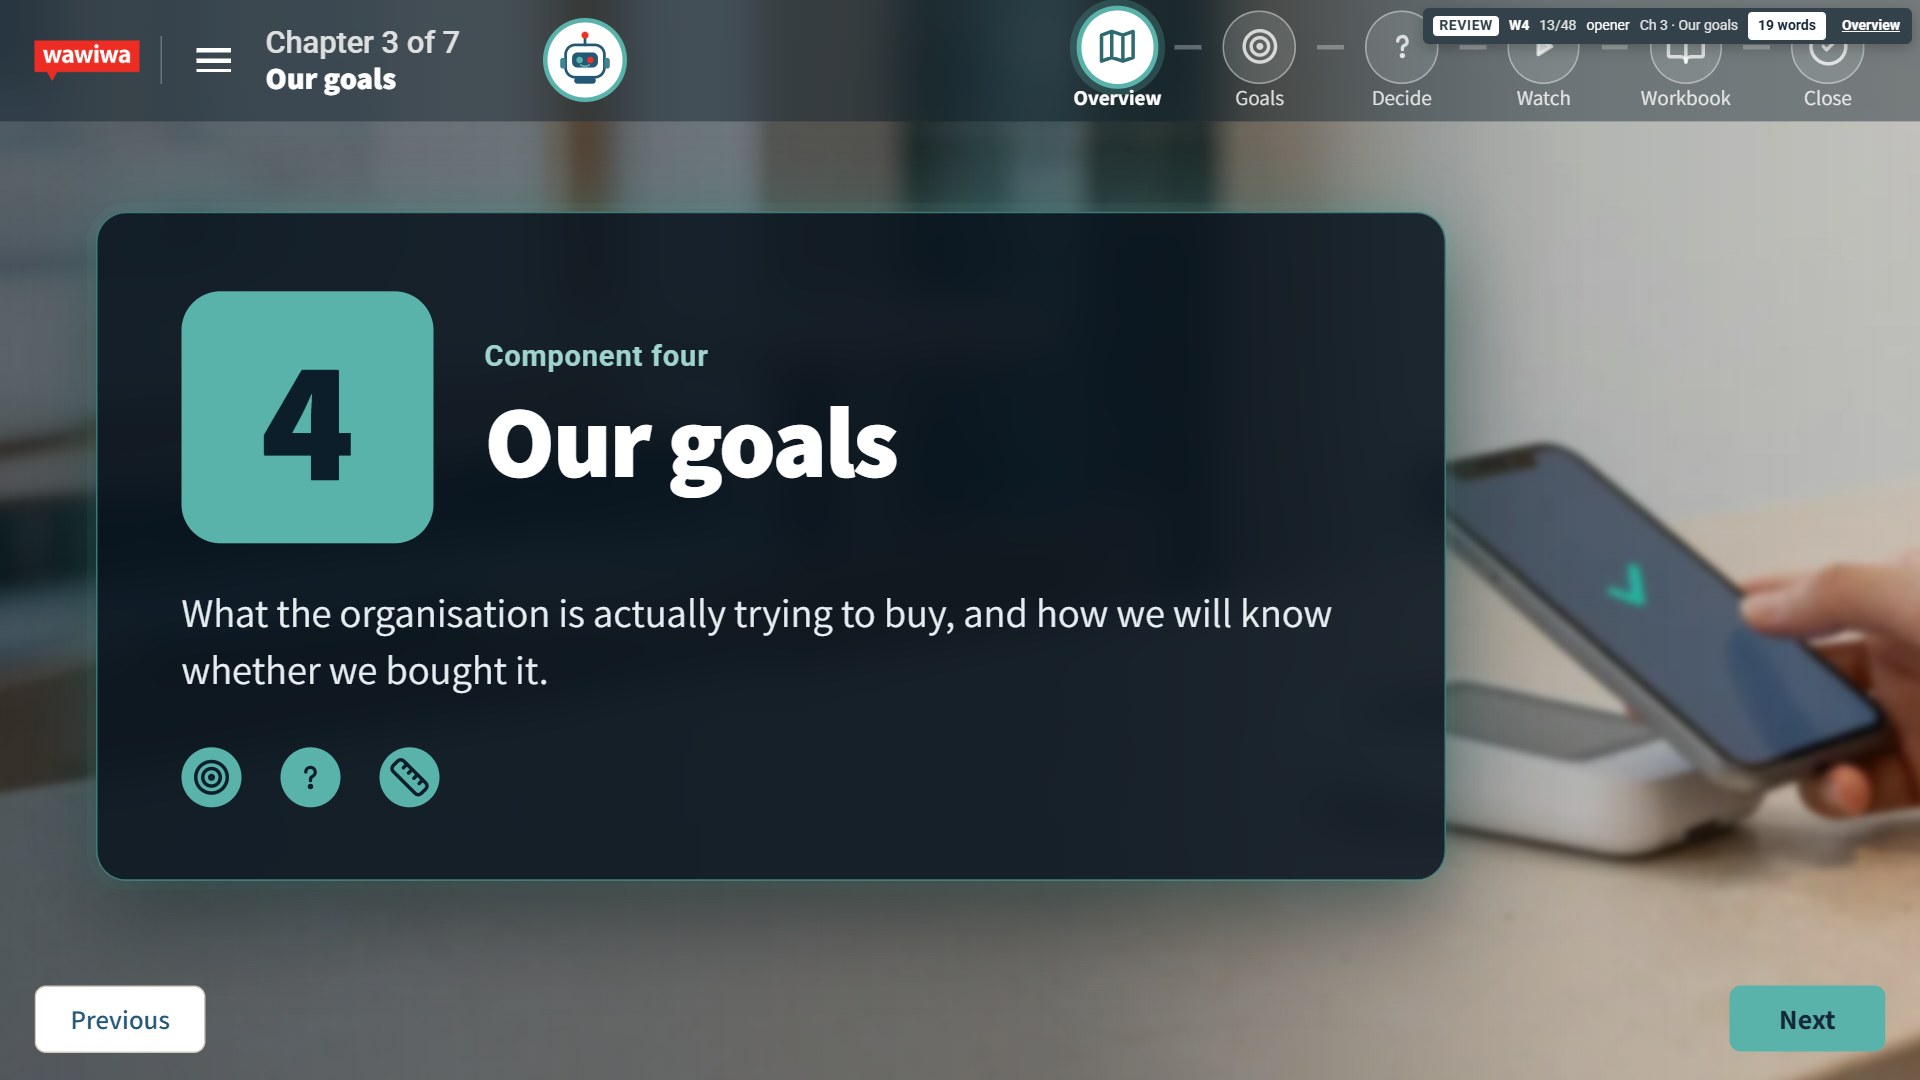 wawiwa
Chapter 3 of 7
Our goals
Overview
Goals
?
Decide
Watch
Workbook
Close
REVIEW W4 13/48 opener Ch 3 · Our goals 19 words Overview
4
Component four
Our goals
What the organisation is actually trying to buy, and how we will know
whether we bought it.
?
Previous
Next